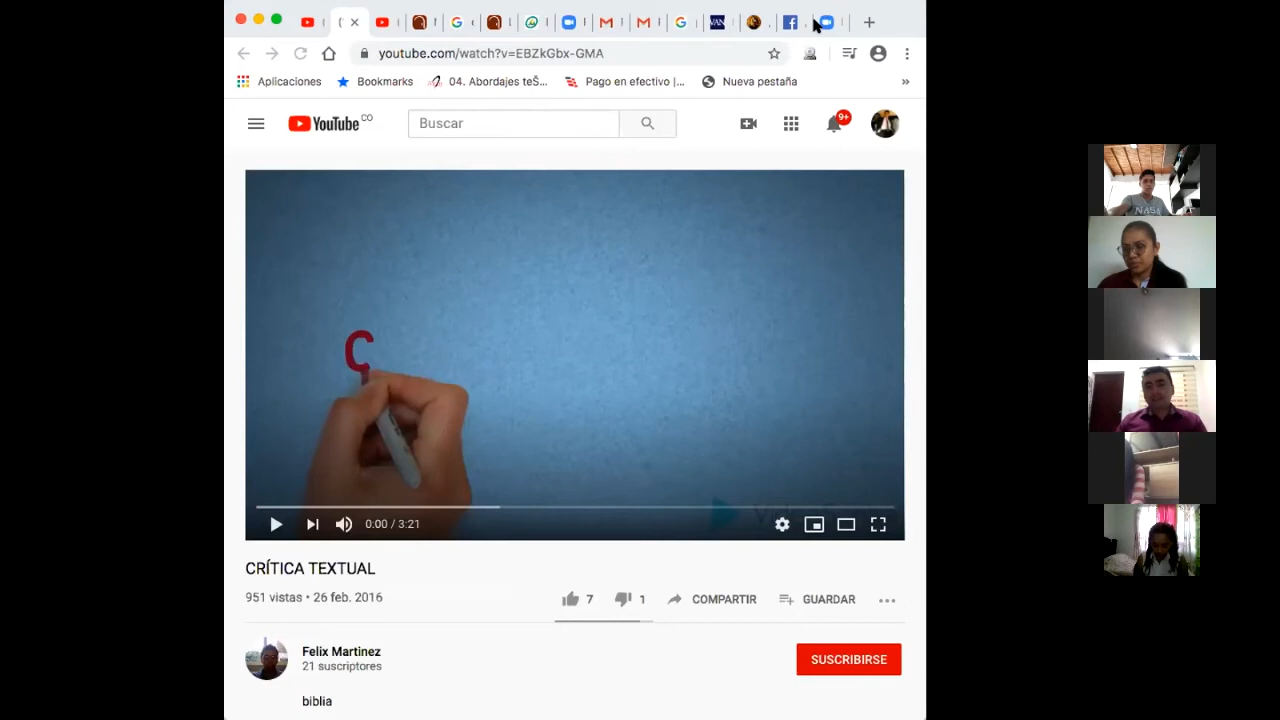 youtube.com/watch?v=EBZkGbx-GMA
Aplicaciones Bookmarks 04. Abordajes teŠ... Pago en efectivo |... Nueva pestaña »
YouTube CO Buscar 9+
C
0:00 / 3:21
CRÍTICA TEXTUAL
951 vistas • 26 feb. 2016 7 1 COMPARTIR GUARDAR
Felix Martinez
21 suscriptores
SUSCRIBIRSE
biblia
NASA